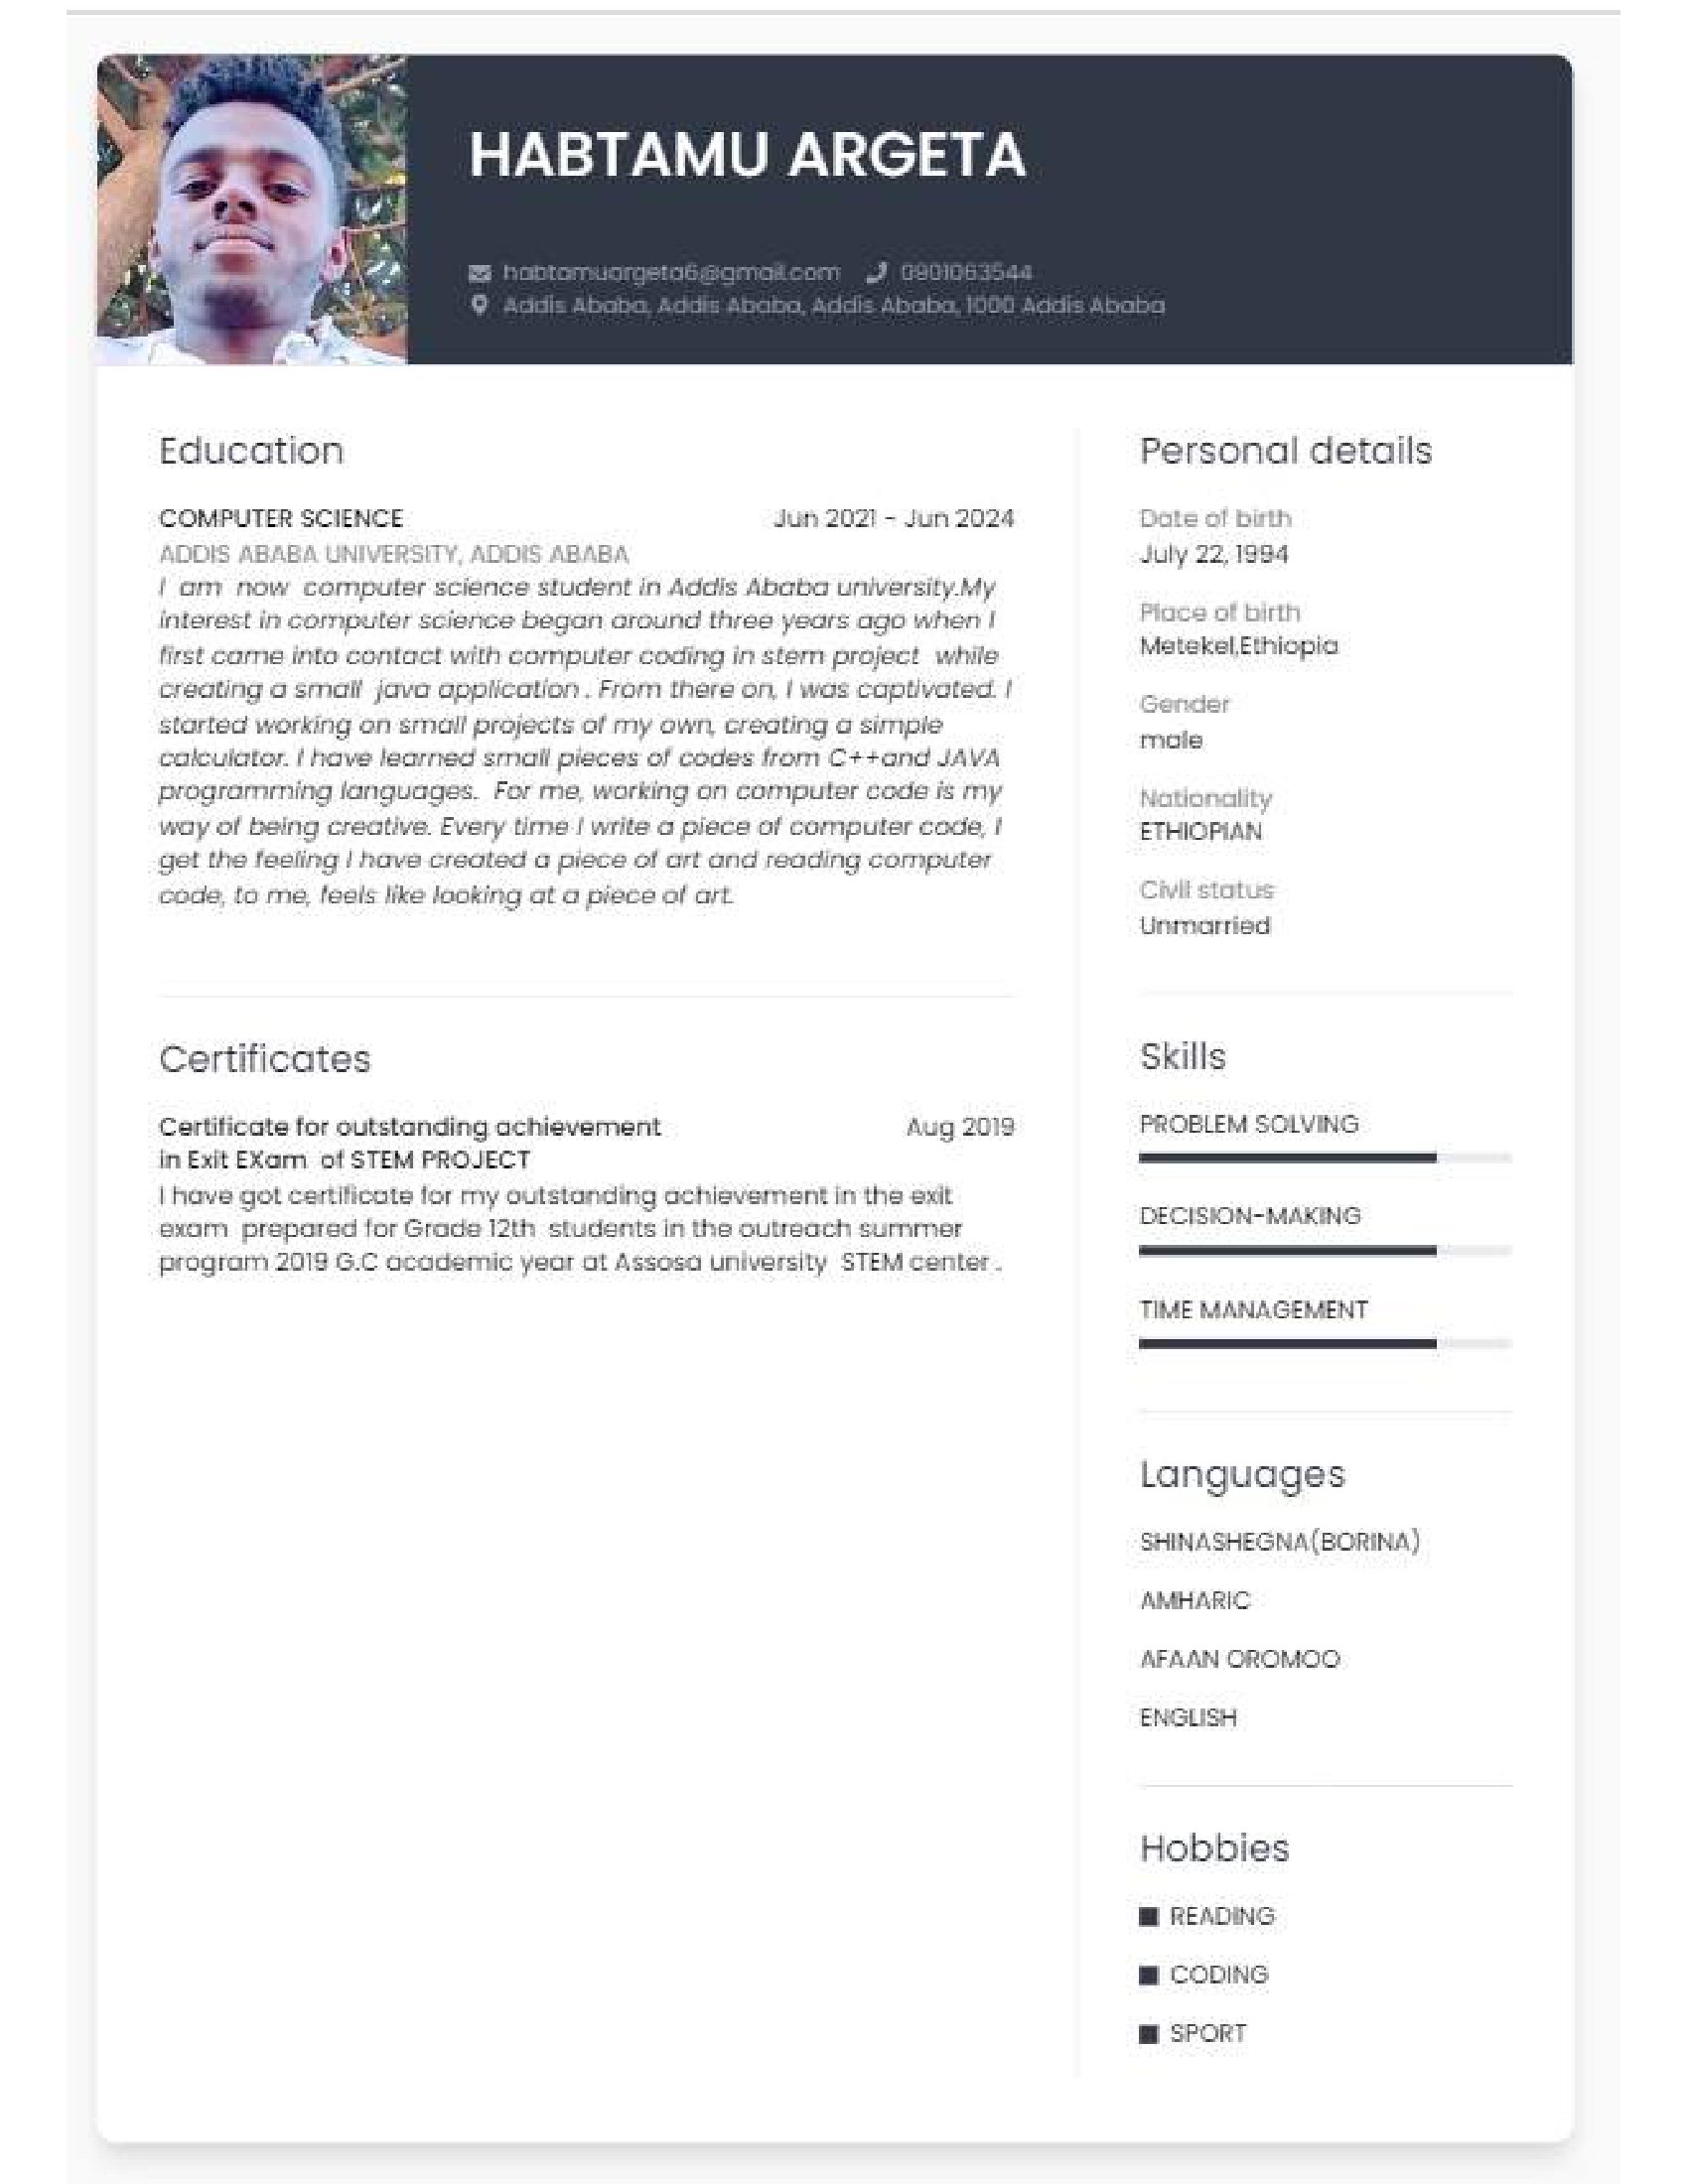 HABTAMU ARGETA
habtamuargeta6@gmail.com 0901063544
Addis Ababa, Addis Ababa, Addis Ababa, 1000 Addis Ababa
Education
COMPUTER SCIENCE Jun 2021 - Jun 2024
ADDIS ABABA UNIVERSITY, ADDIS ABABA
I am now computer science student in Addis Ababa university.My
interest in computer science began around three years ago when I
first came into contact with computer coding in stem project while
creating a small java application . From there on, I was captivated. I
started working on small projects of my own, creating a simple
calculator. I have learned small pieces of codes from C++and JAVA
programming languages. For me, working on computer code is my
way of being creative. Every time I write a piece of computer code, I
get the feeling I have created a piece of art and reading computer
code, to me, feels like looking at a piece of art.
Certificates
Certificate for outstanding achievement Aug 2019
in Exit EXam of STEM PROJECT
I have got certificate for my outstanding achievement in the exit
exam prepared for Grade 12th students in the outreach summer
program 2019 G.C academic year at Assosa university STEM center .
Personal details
Date of birth
July 22, 1994
Place of birth
Metekel,Ethiopia
Gender
male
Nationality
ETHIOPIAN
Civil status
Unmarried
Skills
PROBLEM SOLVING
DECISION-MAKING
TIME MANAGEMENT
Languages
SHINASHEGNA(BORINA)
AMHARIC
AFAAN OROMOO
ENGLISH
Hobbies
READING
CODING
SPORT